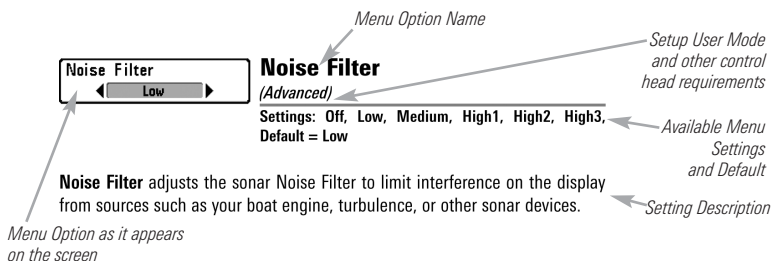 Menu Option Name
Setup User Mode
and other control
head requirements
Noise Filter
Low
Noise Filter
(Advanced)
Settings: Off, Low, Medium, High1, High2, High3,
Default = Low
Available Menu
Settings
and Default
Noise Filter adjusts the sonar Noise Filter to limit interference on the display
from sources such as your boat engine, turbulence, or other sonar devices.
Setting Description
Menu Option as it appears
on the screen